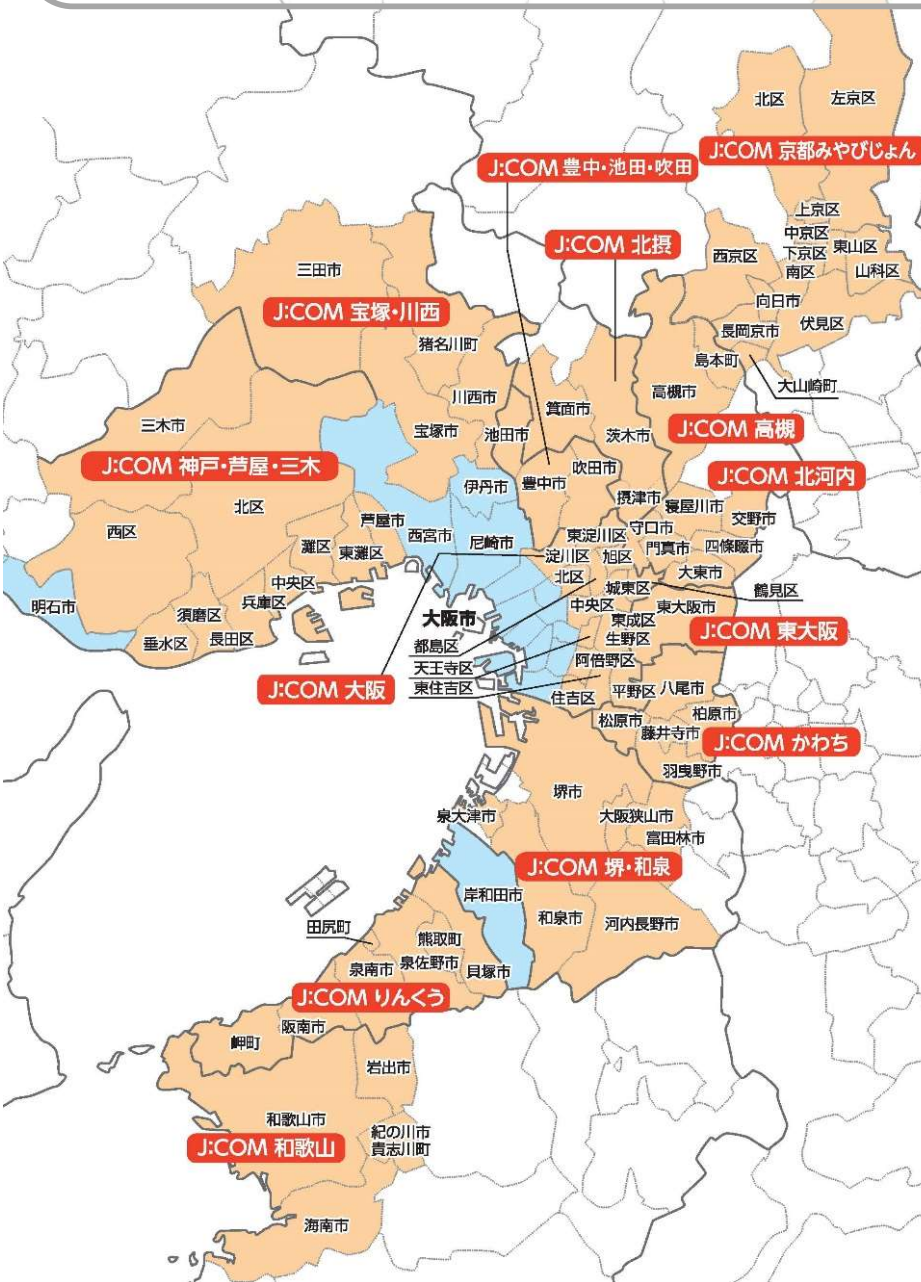 北区
左京区
J:COM 京都みやびじょん
J:COM 豊中・池田・吹田
上京区
中京区
J:COM 北摂
西京区
下京区
東山区
南区
山科区
三田市
向日市
J:COM 宝塚・川西
長岡京市
伏見区
猪名川町
島本町
大山崎町
川西市
高槻市
箕面市
三木市
宝塚市
池田市
茨木市
J:COM 高槻
J:COM 神戸・芦屋・三木
吹田市
J:COM 北河内
伊丹市
豊中市
摂津市
寝屋川市
北区
交野市
芦屋市
西宮市
尼崎市
東淀川区
守口市
西区
灘区
東灘区
淀川区
旭区
門真市
四條畷市
北区
大東市
中央区
城東区
鶴見区
明石市
兵庫区
中央区
東大阪市
須磨区
大阪市
東成区
J:COM 東大阪
垂水区
長田区
都島区
生野区
天王寺区
阿倍野区
J:COM 大阪
東住吉区
住吉区
平野区
八尾市
松原市
柏原市
藤井寺市
J:COM かわち
羽曳野市
堺市
泉大津市
大阪狭山市
富田林市
J:COM 堺・和泉
岸和田市
和泉市
河内長野市
田尻町
熊取町
泉南市
泉佐野市
貝塚市
J:COM りんくう
阪南市
岬町
岩出市
和歌山市
紀の川市
貴志川町
J:COM 和歌山
海南市